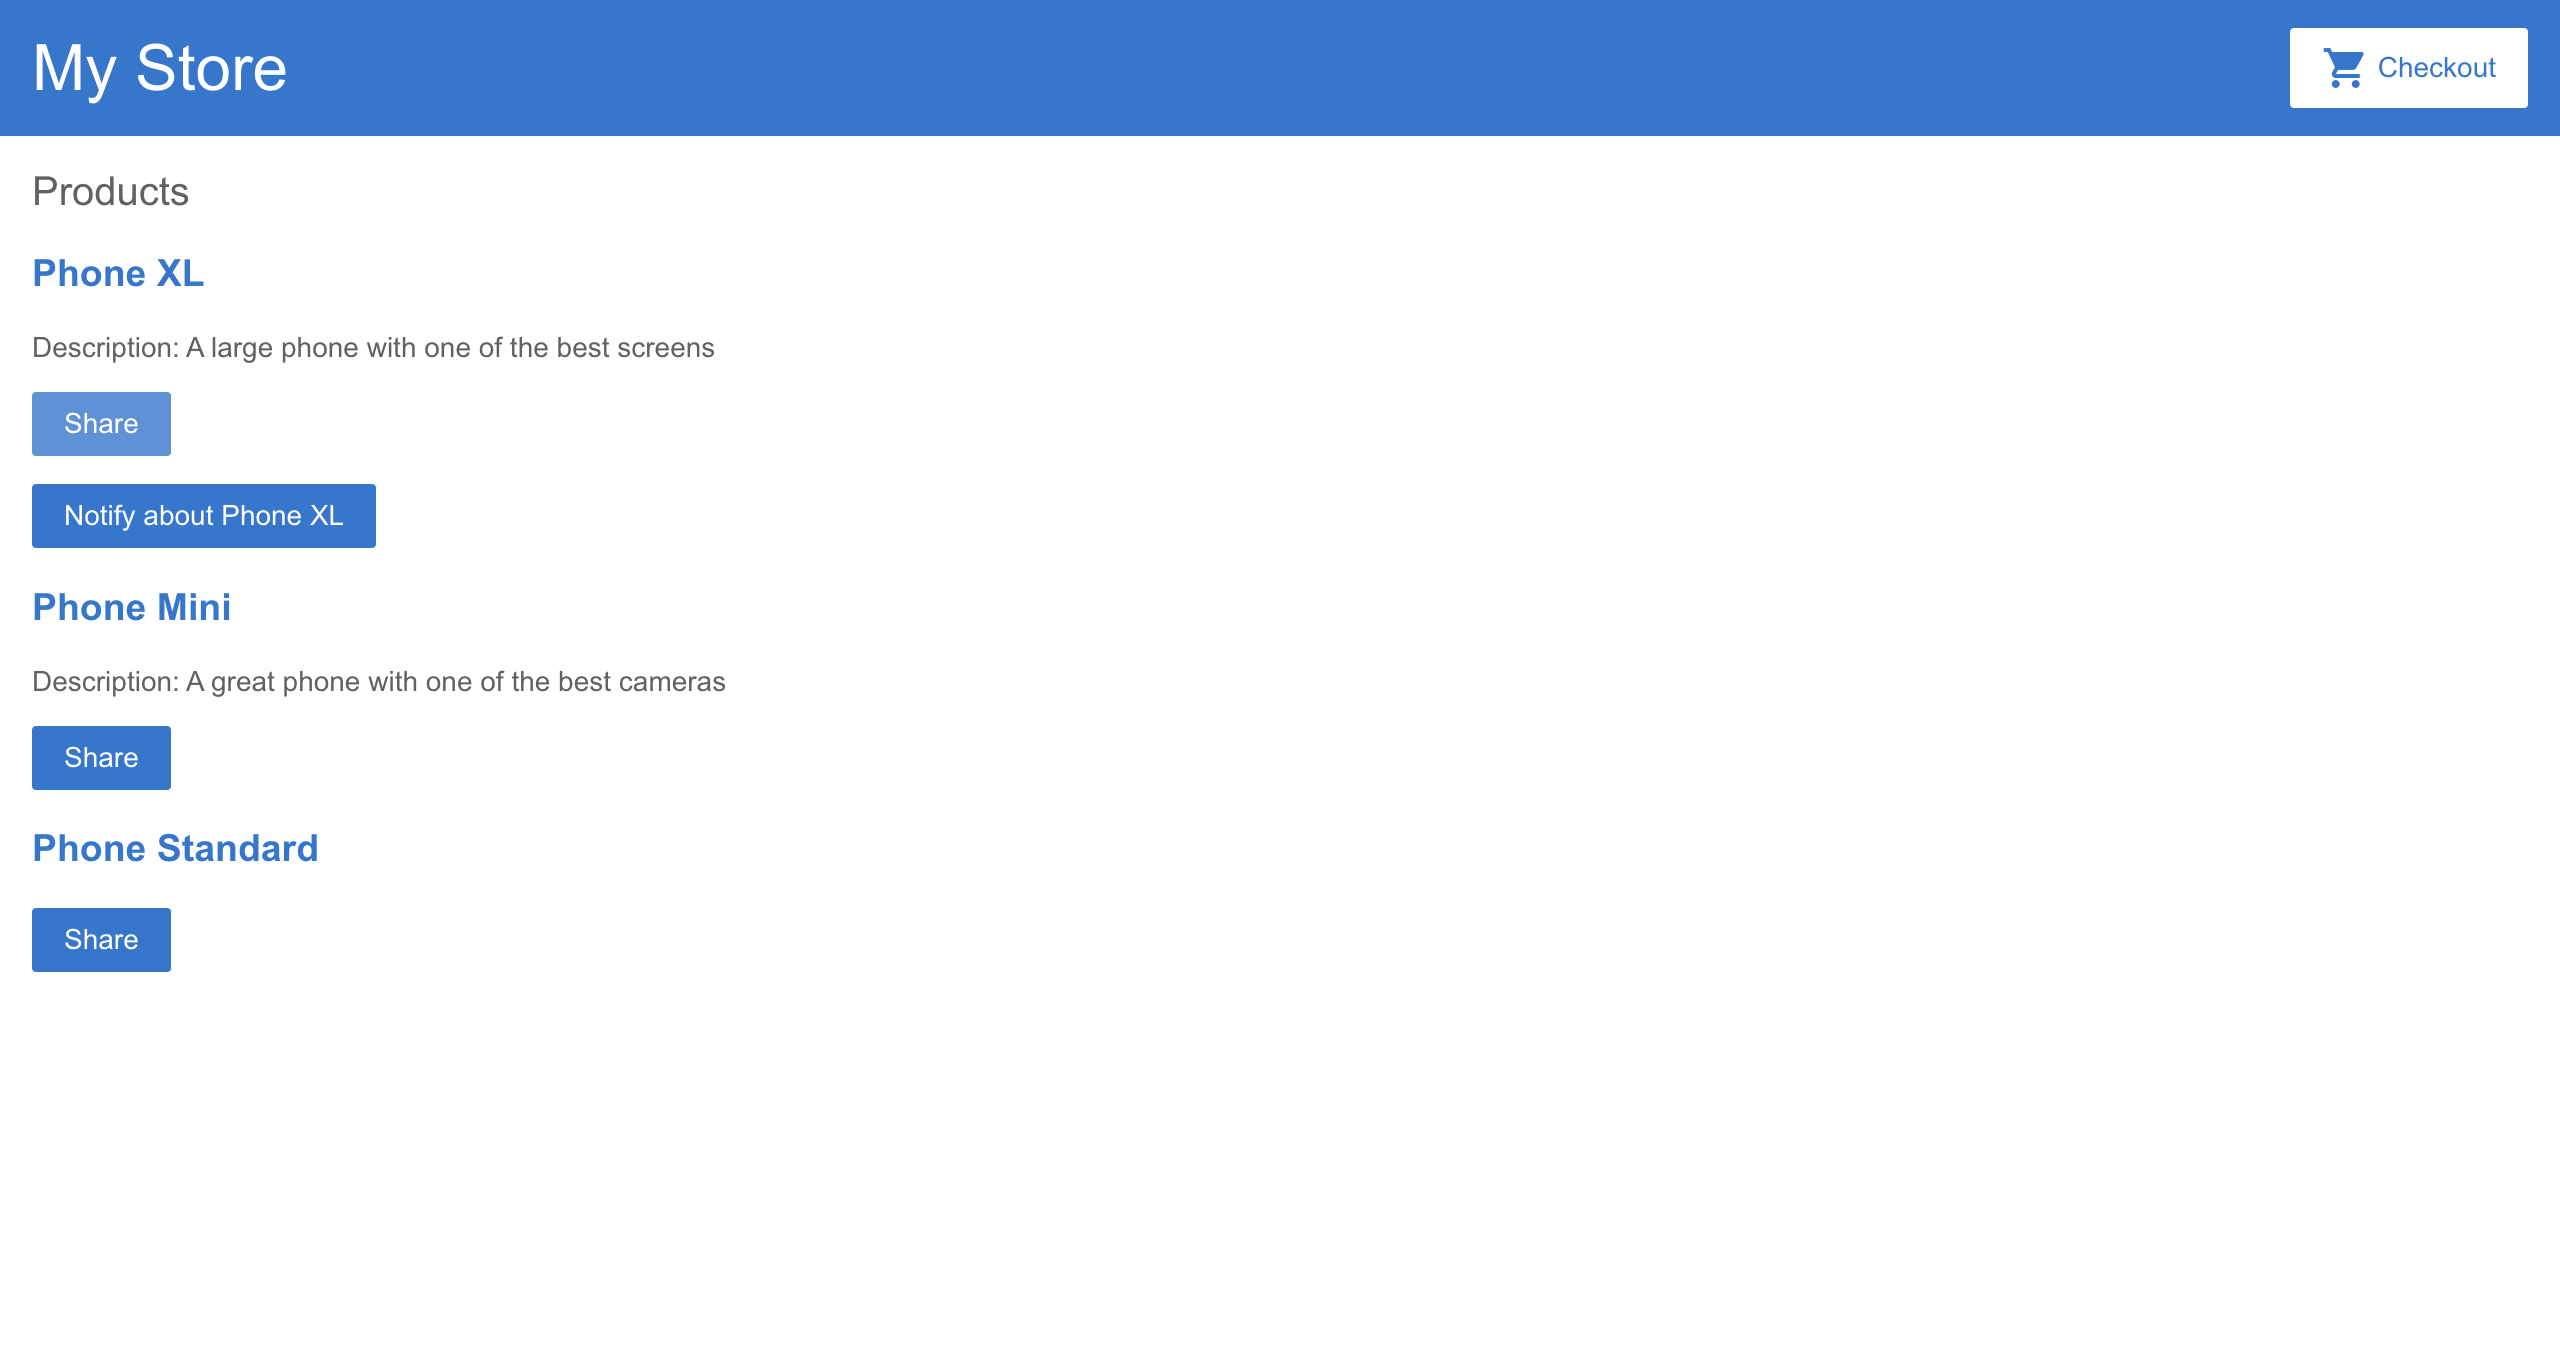 My Store
Checkout
Products
Phone XL
Description: A large phone with one of the best screens
Share
Notify about Phone XL
Phone Mini
Description: A great phone with one of the best cameras
Share
Phone Standard
Share